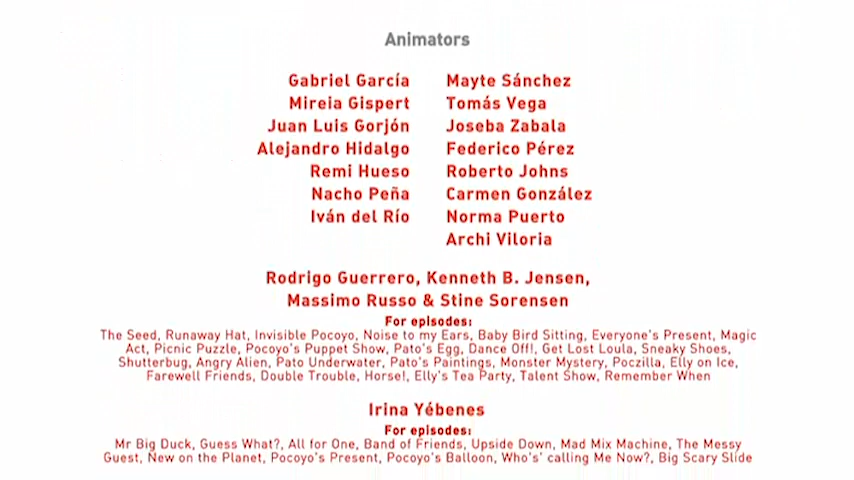 Animators
Gabriel García Mayte Sánchez
Mireia Gispert Tomás Vega
Juan Luis Gorjón Joseba Zabala
Alejandro Hidalgo Federico Pérez
Remi Hueso Roberto Johns
Nacho Peña Carmen González
Iván del Río Norma Puerto
Archi Viloria
Rodrigo Guerrero, Kenneth B. Jensen,
Massimo Russo & Stine Sorensen
For episodes:
The Seed, Runaway Hat, Invisible Pocoyo, Noise to my Ears, Baby Bird Sitting, Everyone's Present, Magic
Act, Picnic Puzzle, Pocoyo's Puppet Show, Pato's Egg, Dance Off!, Get Lost Loula, Sneaky Shoes,
Shutterbug, Angry Alien, Pato Underwater, Pato's Paintings, Monster Mystery, Poczilla, Elly on Ice,
Farewell Friends, Double Trouble, Horse!, Elly's Tea Party, Talent Show, Remember When
Irina Yébenes
For episodes:
Mr Big Duck, Guess What?, All for One, Band of Friends, Upside Down, Mad Mix Machine, The Messy
Guest, New on the Planet, Pocoyo's Present, Pocoyo's Balloon, Who's' calling Me Now?, Big Scary Slide